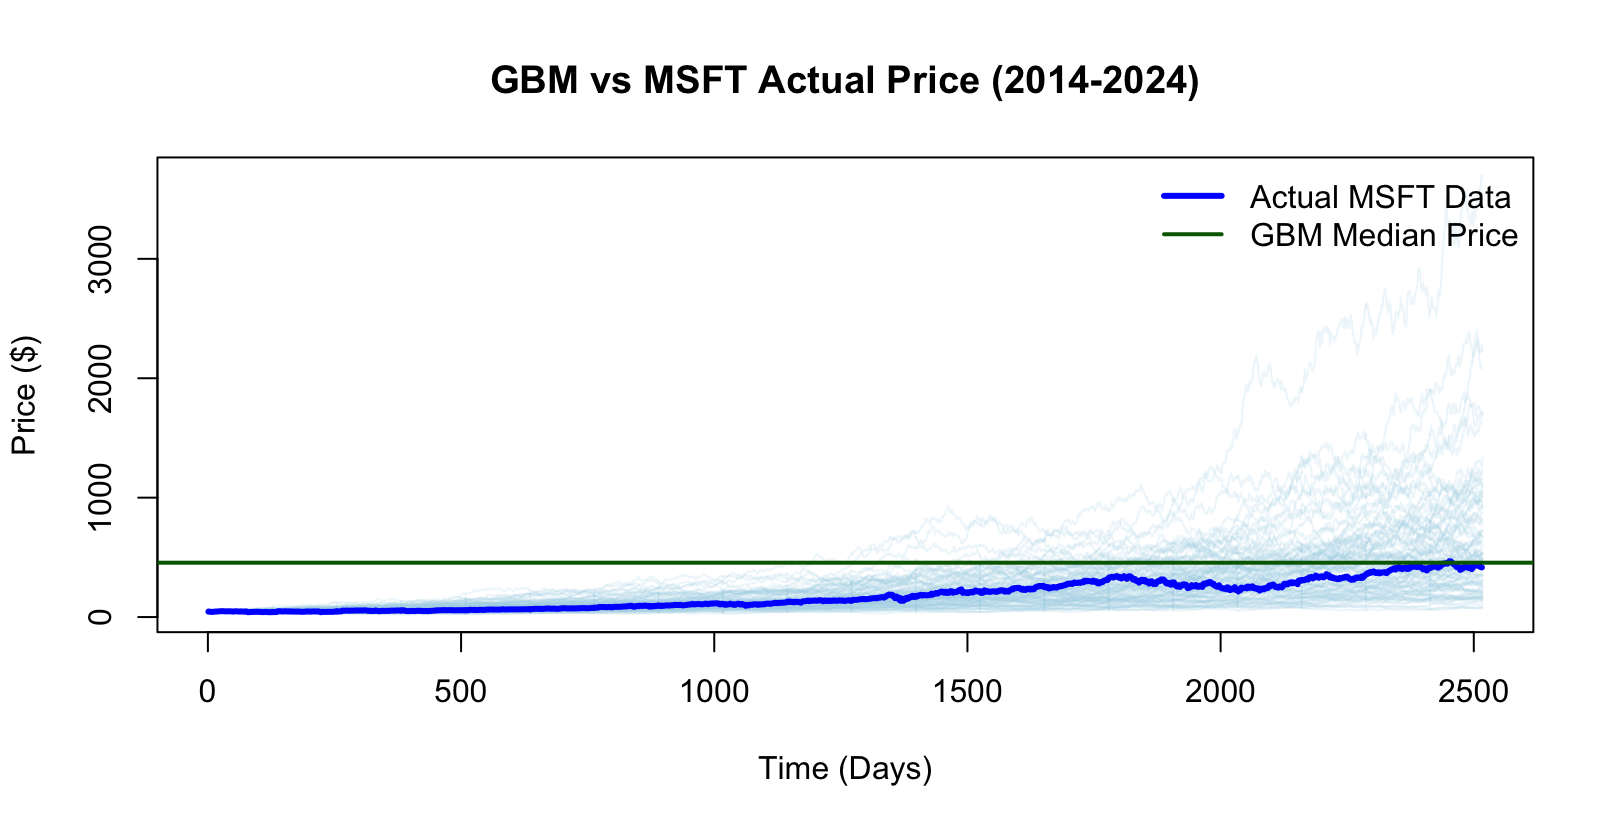 GBM vs MSFT Actual Price (2014-2024)
Actual MSFT Data
GBM Median Price
Price ($)
3000
2000
1000
0
0 500 1000 1500 2000 2500
Time (Days)